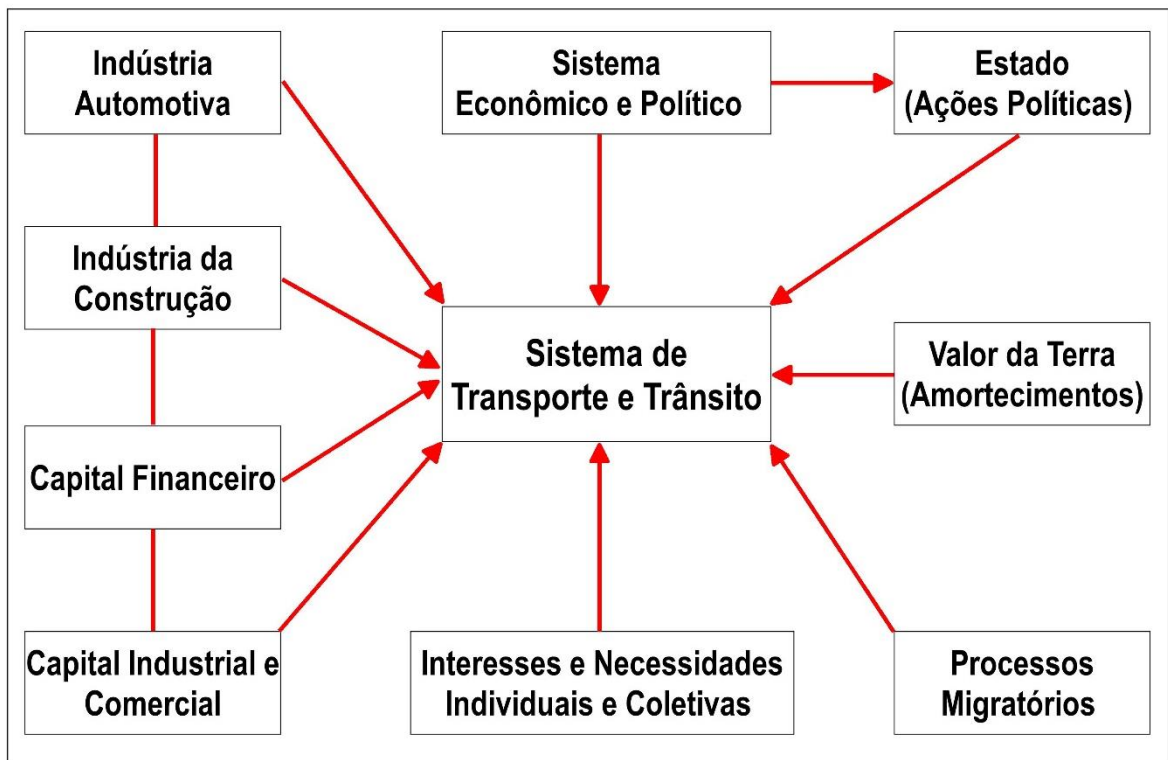 Indústria
Automotiva
Sistema
Econômico e Político
Estado
(Ações Políticas)
Indústria da
Construção
Sistema de
Transporte e Trânsito
Valor da Terra
(Amortecimentos)
Capital Financeiro
Capital Industrial e
Comercial
Interesses e Necessidades
Individuais e Coletivas
Processos
Migratórios